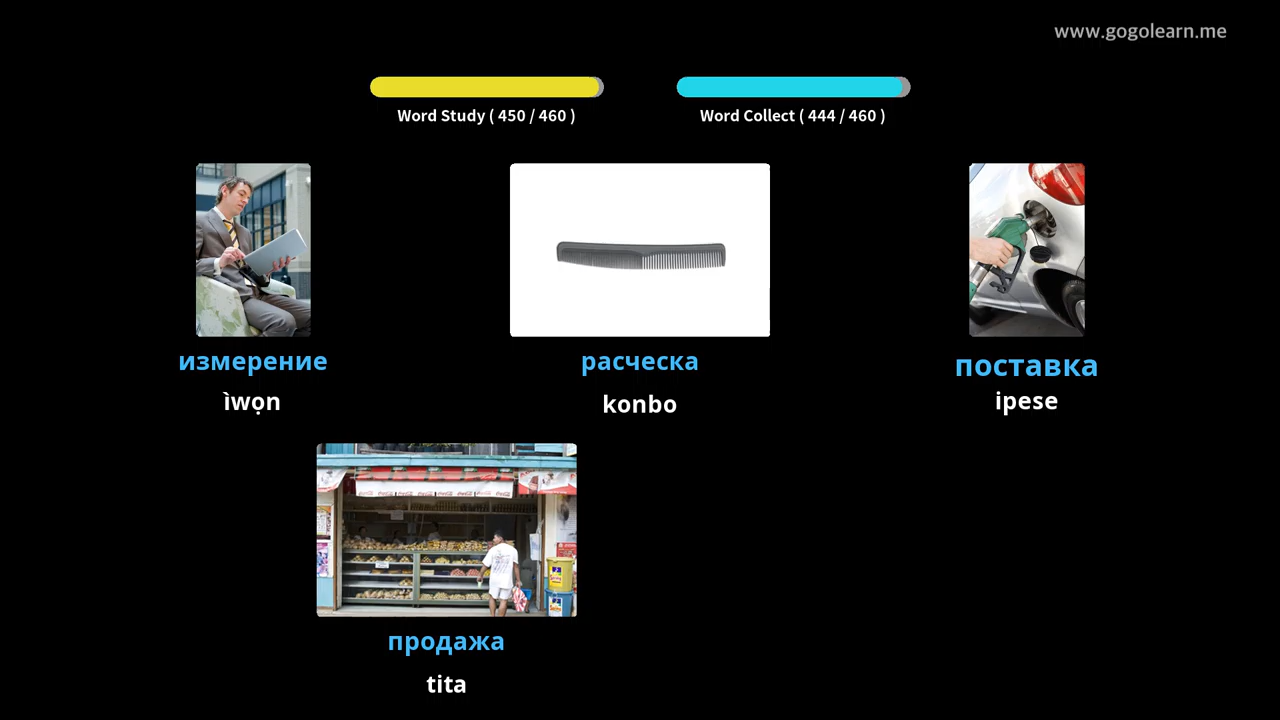 www.gogolearn.me
Word Study ( 450 / 460 )
Word Collect ( 444 / 460 )
измерение
ìwọn
расческа
konbo
поставка
ipese
продажа
tita